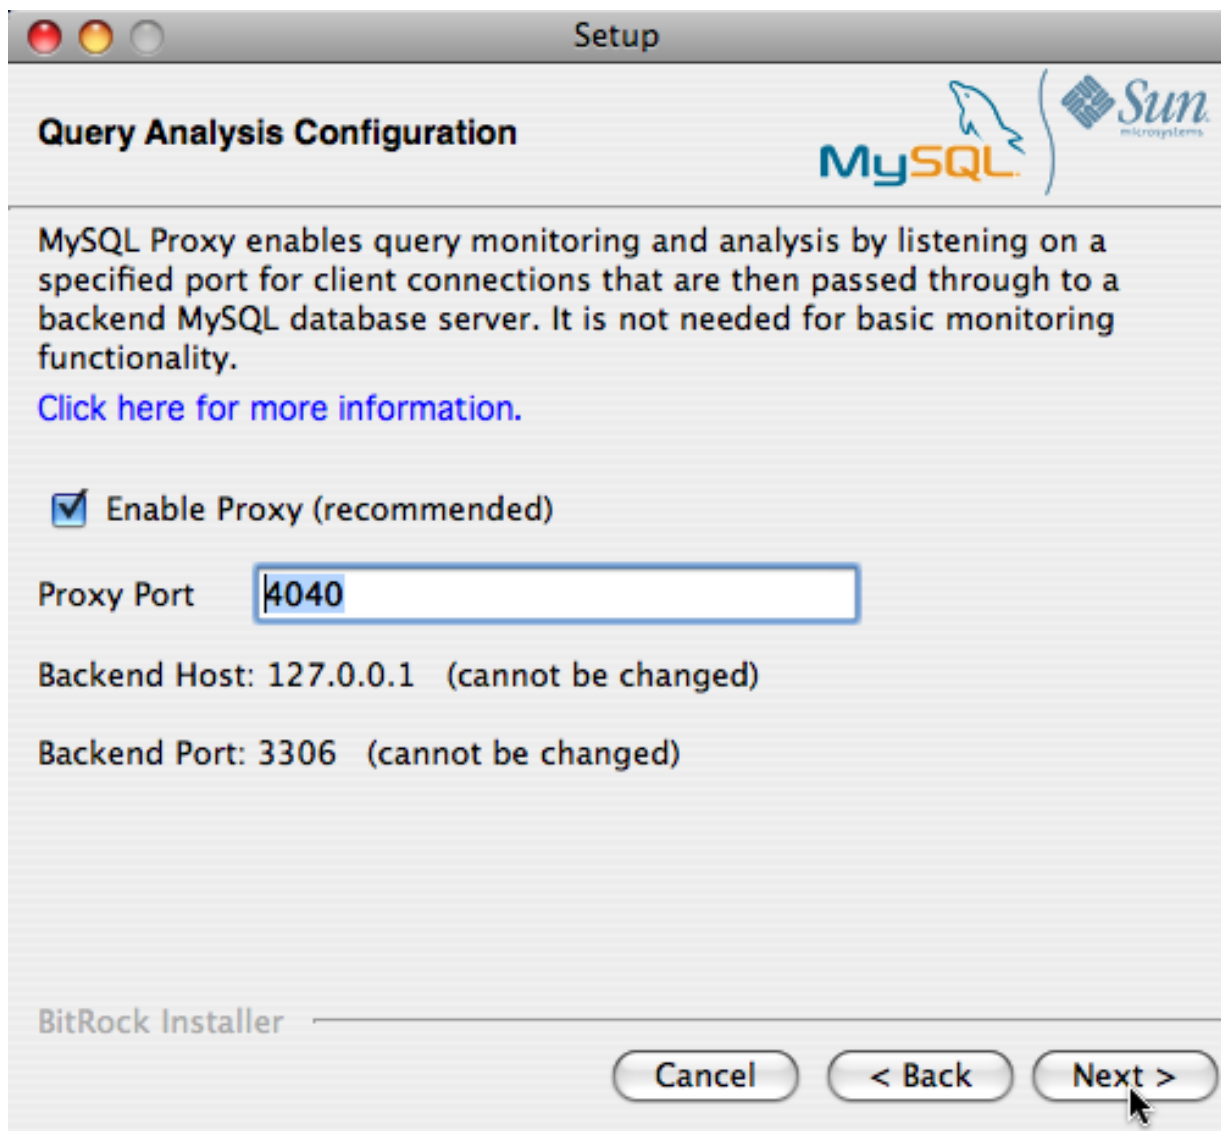 Setup
Query Analysis Configuration
MySQL
Sun
microsystems
MySQL Proxy enables query monitoring and analysis by listening on a
specified port for client connections that are then passed through to a
backend MySQL database server. It is not needed for basic monitoring
functionality.
Click here for more information.
Enable Proxy (recommended)
Proxy Port 4040
Backend Host: 127.0.0.1 (cannot be changed)
Backend Port: 3306 (cannot be changed)
BitRock Installer
Cancel < Back Next >